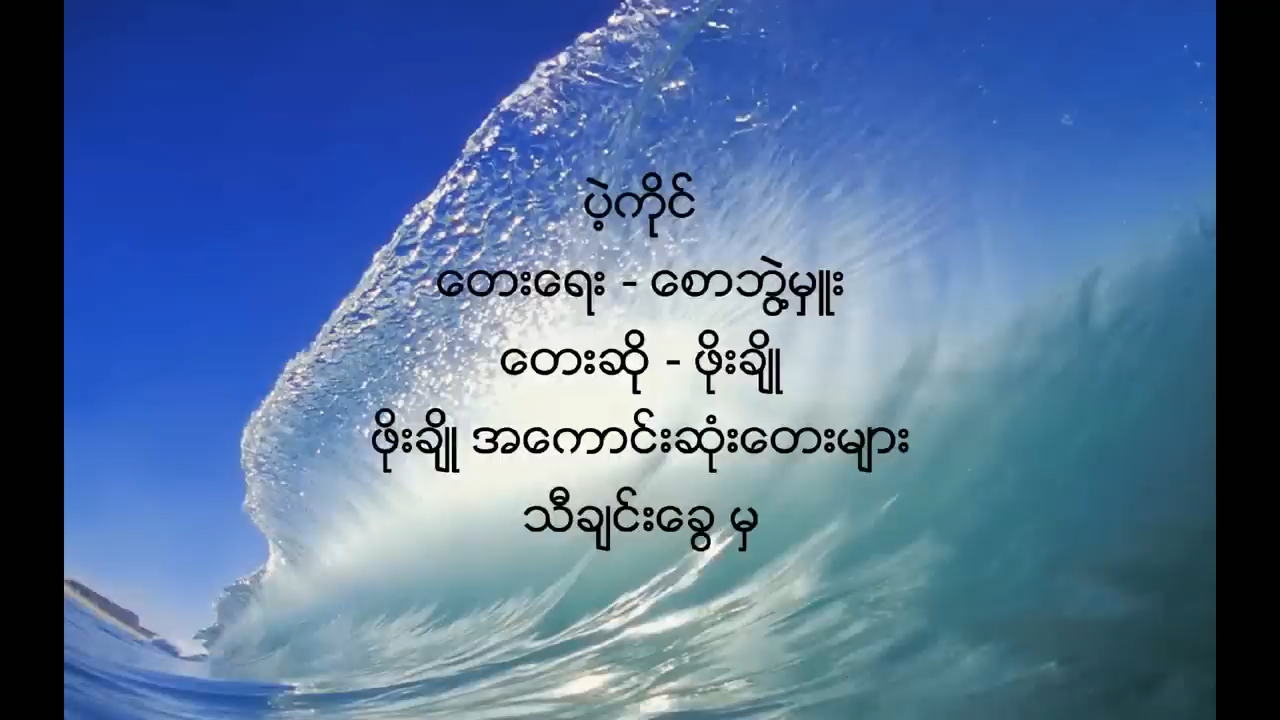 ပဲ့ကိုင်
တေးရေး - စောဘွဲ့မှူး
တေးဆို - ဖိုးချို
ဖိုးချို အကောင်းဆုံးတေးများ
သီချင်းခွေ မှ